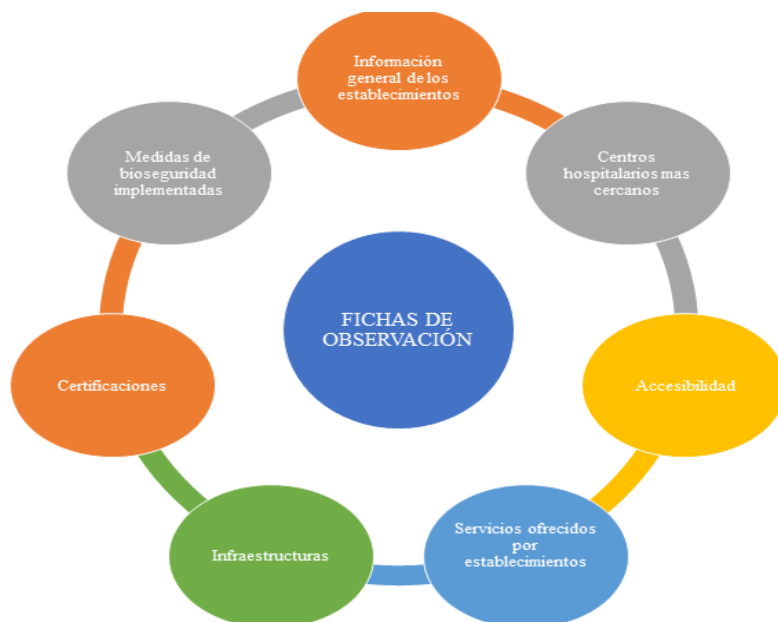 Información
general de los
establecimientos
Centros
hospitalarios mas
cercanos
Accesibilidad
Servicios ofrecidos
por
establecimientos
Infraestructuras
Certificaciones
Medidas de
bioseguridad
implementadas
FICHAS DE
OBSERVACIÓN